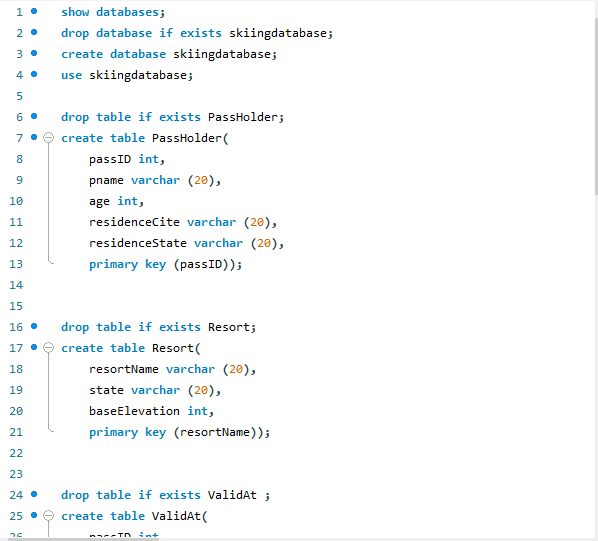 1 show databases;
2 drop database if exists skiingdatabase;
3 create database skiingdatabase;
4 use skiingdatabase;
5
6 drop table if exists PassHolder;
7 create table PassHolder(
8 passID int,
9 pname varchar (20),
10 age int,
11 residenceCite varchar (20),
12 residenceState varchar (20),
13 primary key (passID));
14
15
16 drop table if exists Resort;
17 create table Resort(
18 resortName varchar (20),
19 state varchar (20),
20 baseElevation int,
21 primary key (resortName));
22
23
24 drop table if exists ValidAt ;
25 create table ValidAt(
26 passID int